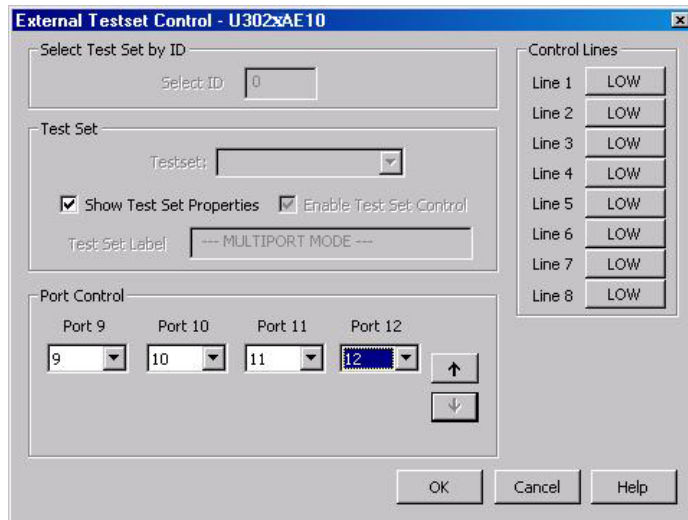 External Testset Control - U302xAE10
Select Test Set by ID
Select ID
0
Test Set
Testset:
Show Test Set Properties
Enable Test Set Control
Test Set Label
--- MULTIPORT MODE ---
Port Control
Port 9
Port 10
Port 11
Port 12
9
10
11
12
Control Lines
Line 1 LOW
Line 2 LOW
Line 3 LOW
Line 4 LOW
Line 5 LOW
Line 6 LOW
Line 7 LOW
Line 8 LOW
OK
Cancel
Help